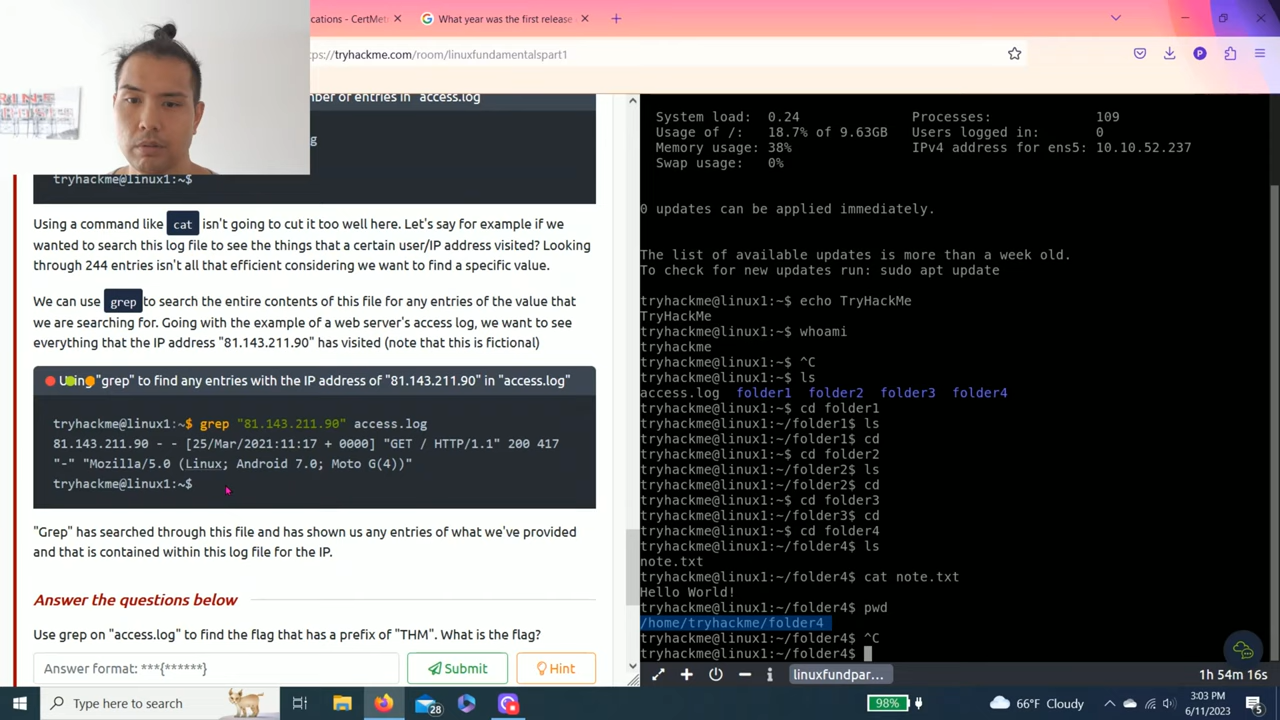 ications - CertMet
What year was the first release
tps://tryhackme.com/room/linuxfundamentalspart1
mber of entries in "access.log
g
tryhackme@linux1:~$
Using a command like cat isn't going to cut it too well here. Let's say for example if we
wanted to search this log file to see the things that a certain user/IP address visited? Looking
through 244 entries isn't all that efficient considering we want to find a specific value.
We can use grep to search the entire contents of this file for any entries of the value that
we are searching for. Going with the example of a web server's access log, we want to see
everything that the IP address "81.143.211.90" has visited (note that this is fictional)
Using "grep" to find any entries with the IP address of "81.143.211.90" in "access.log"
tryhackme@linux1:~$ grep "81.143.211.90" access.log
81.143.211.90 - - [25/Mar/2021:11:17 + 0000] "GET / HTTP/1.1" 200 417
"-" "Mozilla/5.0 (Linux; Android 7.0; Moto G(4))"
tryhackme@linux1:~$
"Grep" has searched through this file and has shown us any entries of what we've provided
and that is contained within this log file for the IP.
Answer the questions below
Use grep on "access.log" to find the flag that has a prefix of "THM". What is the flag?
Answer format: ***{******}
Submit
Hint
System load: 0.24 Processes: 109
Usage of /: 18.7% of 9.63GB Users logged in: 0
Memory usage: 38% IPv4 address for ens5: 10.10.52.237
Swap usage: 0%
0 updates can be applied immediately.
The list of available updates is more than a week old.
To check for new updates run: sudo apt update
tryhackme@linux1:~$ echo TryHackMe
TryHackMe
tryhackme@linux1:~$ whoami
tryhackme
tryhackme@linux1:~$ ^C
tryhackme@linux1:~$ ls
access.log folder1 folder2 folder3 folder4
tryhackme@linux1:~$ cd folder1
tryhackme@linux1:~/folder1$ ls
tryhackme@linux1:~/folder1$ cd
tryhackme@linux1:~$ cd folder2
tryhackme@linux1:~/folder2$ ls
tryhackme@linux1:~/folder2$ cd
tryhackme@linux1:~$ cd folder3
tryhackme@linux1:~/folder3$ cd
tryhackme@linux1:~$ cd folder4
tryhackme@linux1:~/folder4$ ls
note.txt
tryhackme@linux1:~/folder4$ cat note.txt
Hello World!
tryhackme@linux1:~/folder4$ pwd
/home/tryhackme/folder4
tryhackme@linux1:~/folder4$ ^C
tryhackme@linux1:~/folder4$
linuxfundpar...
1h 54m 16s
Type here to search
28
98%
66°F Cloudy
3:03 PM
6/11/2023
5